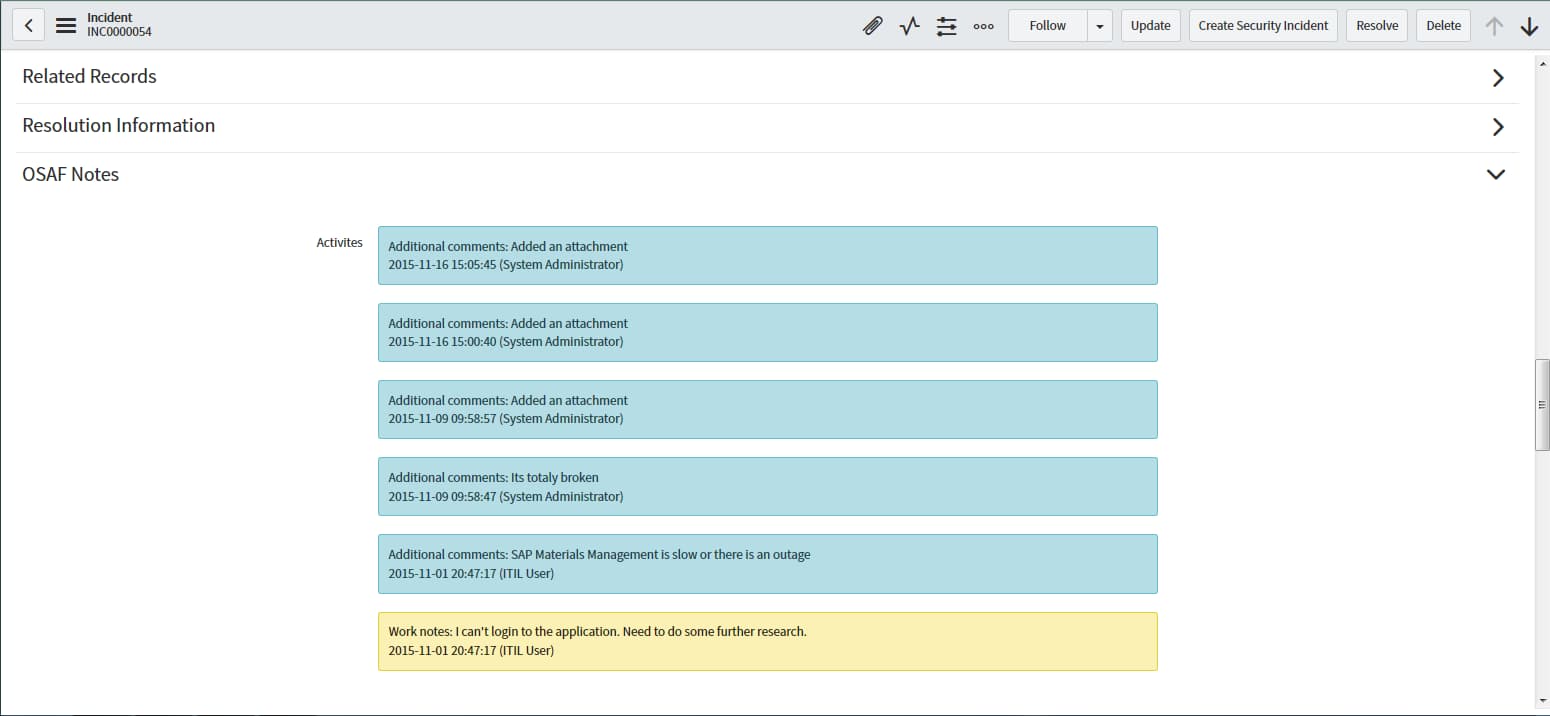 Incident
INC0000054
Follow
Update
Create Security Incident
Resolve
Delete
Related Records
Resolution Information
OSAF Notes
Activites
Additional comments: Added an attachment
2015-11-16 15:05:45 (System Administrator)
Additional comments: Added an attachment
2015-11-16 15:00:40 (System Administrator)
Additional comments: Added an attachment
2015-11-09 09:58:57 (System Administrator)
Additional comments: Its totaly broken
2015-11-09 09:58:47 (System Administrator)
Additional comments: SAP Materials Management is slow or there is an outage
2015-11-01 20:47:17 (ITIL User)
Work notes: I can't login to the application. Need to do some further research.
2015-11-01 20:47:17 (ITIL User)